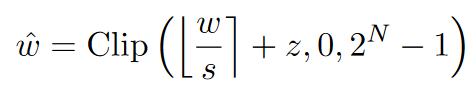 ŵ = Clip(⌊w/s⌉ + z, 0, 2^N − 1)